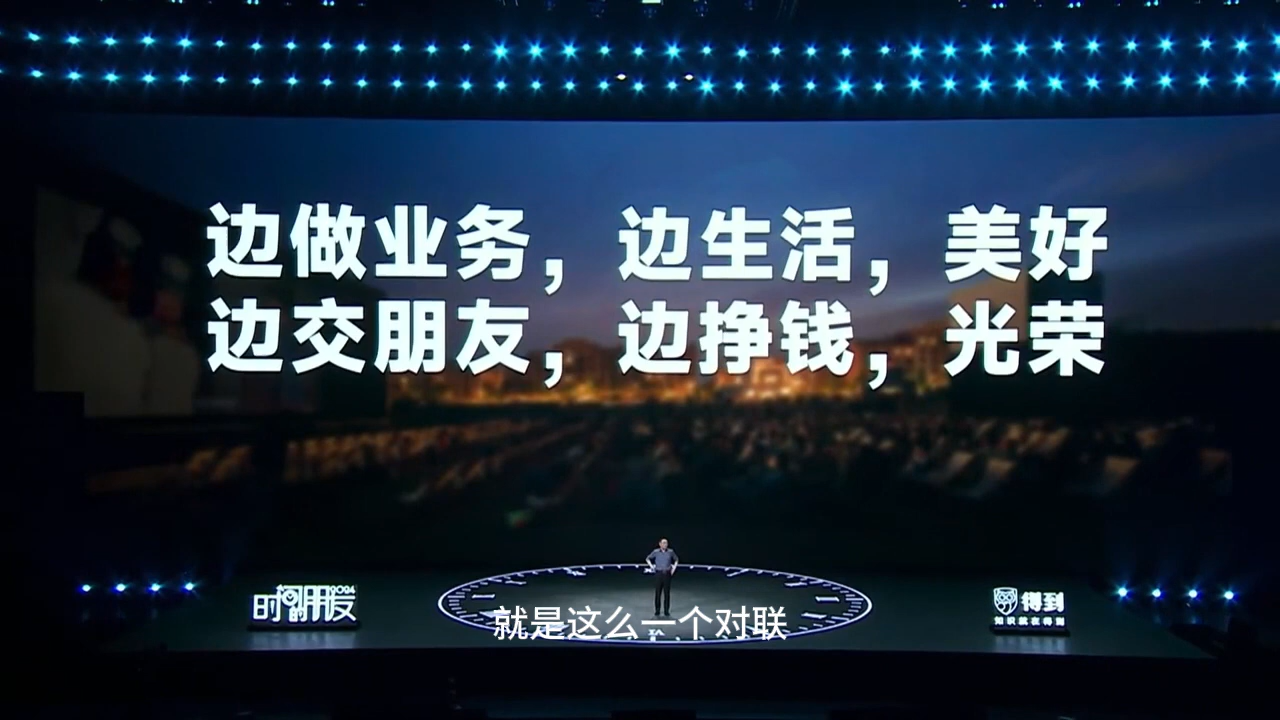 边做业务，边生活，美好
边交朋友，边挣钱，光荣
时间的朋友2024
得到
知识就在得到
就是这么一个对联